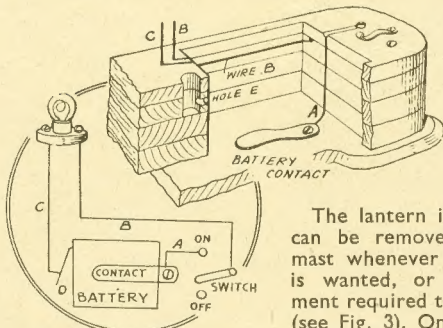 C B
WIRE B
HOLE E
A
BATTERY
CONTACT
C
B
A
ON
CONTACT
SWITCH
BATTERY
OFF
The lantern i
can be remove
mast whenever
is wanted, or
ment required t
(see Fig. 3). Or